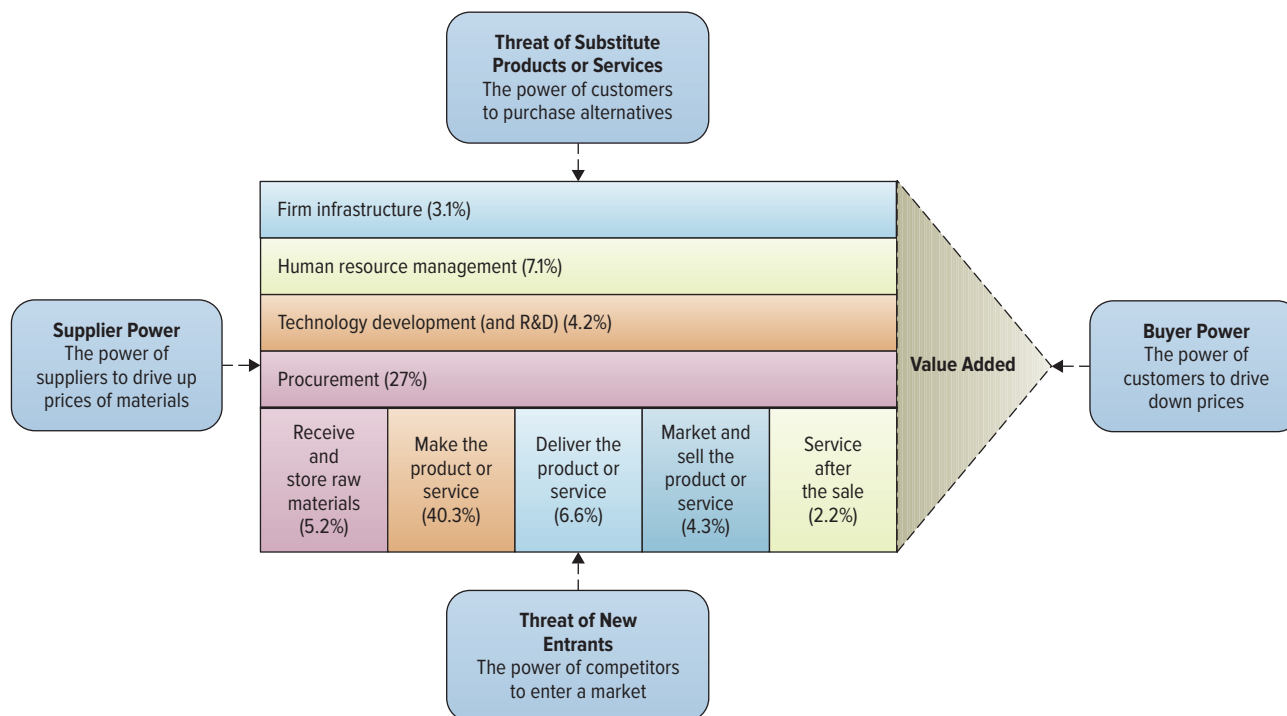 Threat of Substitute
Products or Services
The power of customers
to purchase alternatives
Firm infrastructure (3.1%)
Human resource management (7.1%)
Technology development (and R&D) (4.2%)
Procurement (27%)
Supplier Power
The power of
suppliers to drive up
prices of materials
Receive
and
store raw
materials
(5.2%)
Make the
product or
service
(40.3%)
Deliver the
product or
service
(6.6%)
Market and
sell the
product or
service
(4.3%)
Service
after
the sale
(2.2%)
Value Added
Buyer Power
The power of
customers to drive
down prices
Threat of New
Entrants
The power of competitors
to enter a market